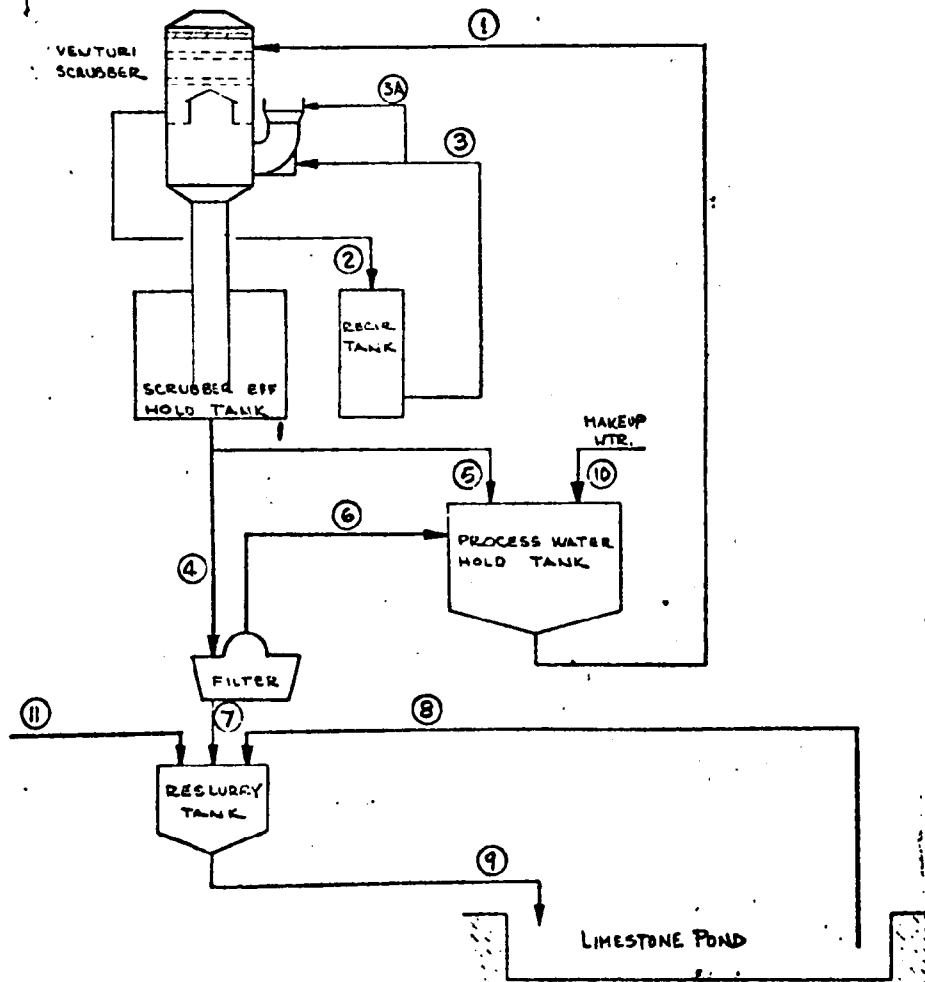 1
VENTURI
SCRUBBER
3A
3
2
RECIR
TANK
SCRUBBER EFF
HOLD TANK
MAKEUP
WTR.
5
10
6
PROCESS WATER
HOLD TANK
4
FILTER
11
7
8
RESLURRY
TANK
9
LIMESTONE POND